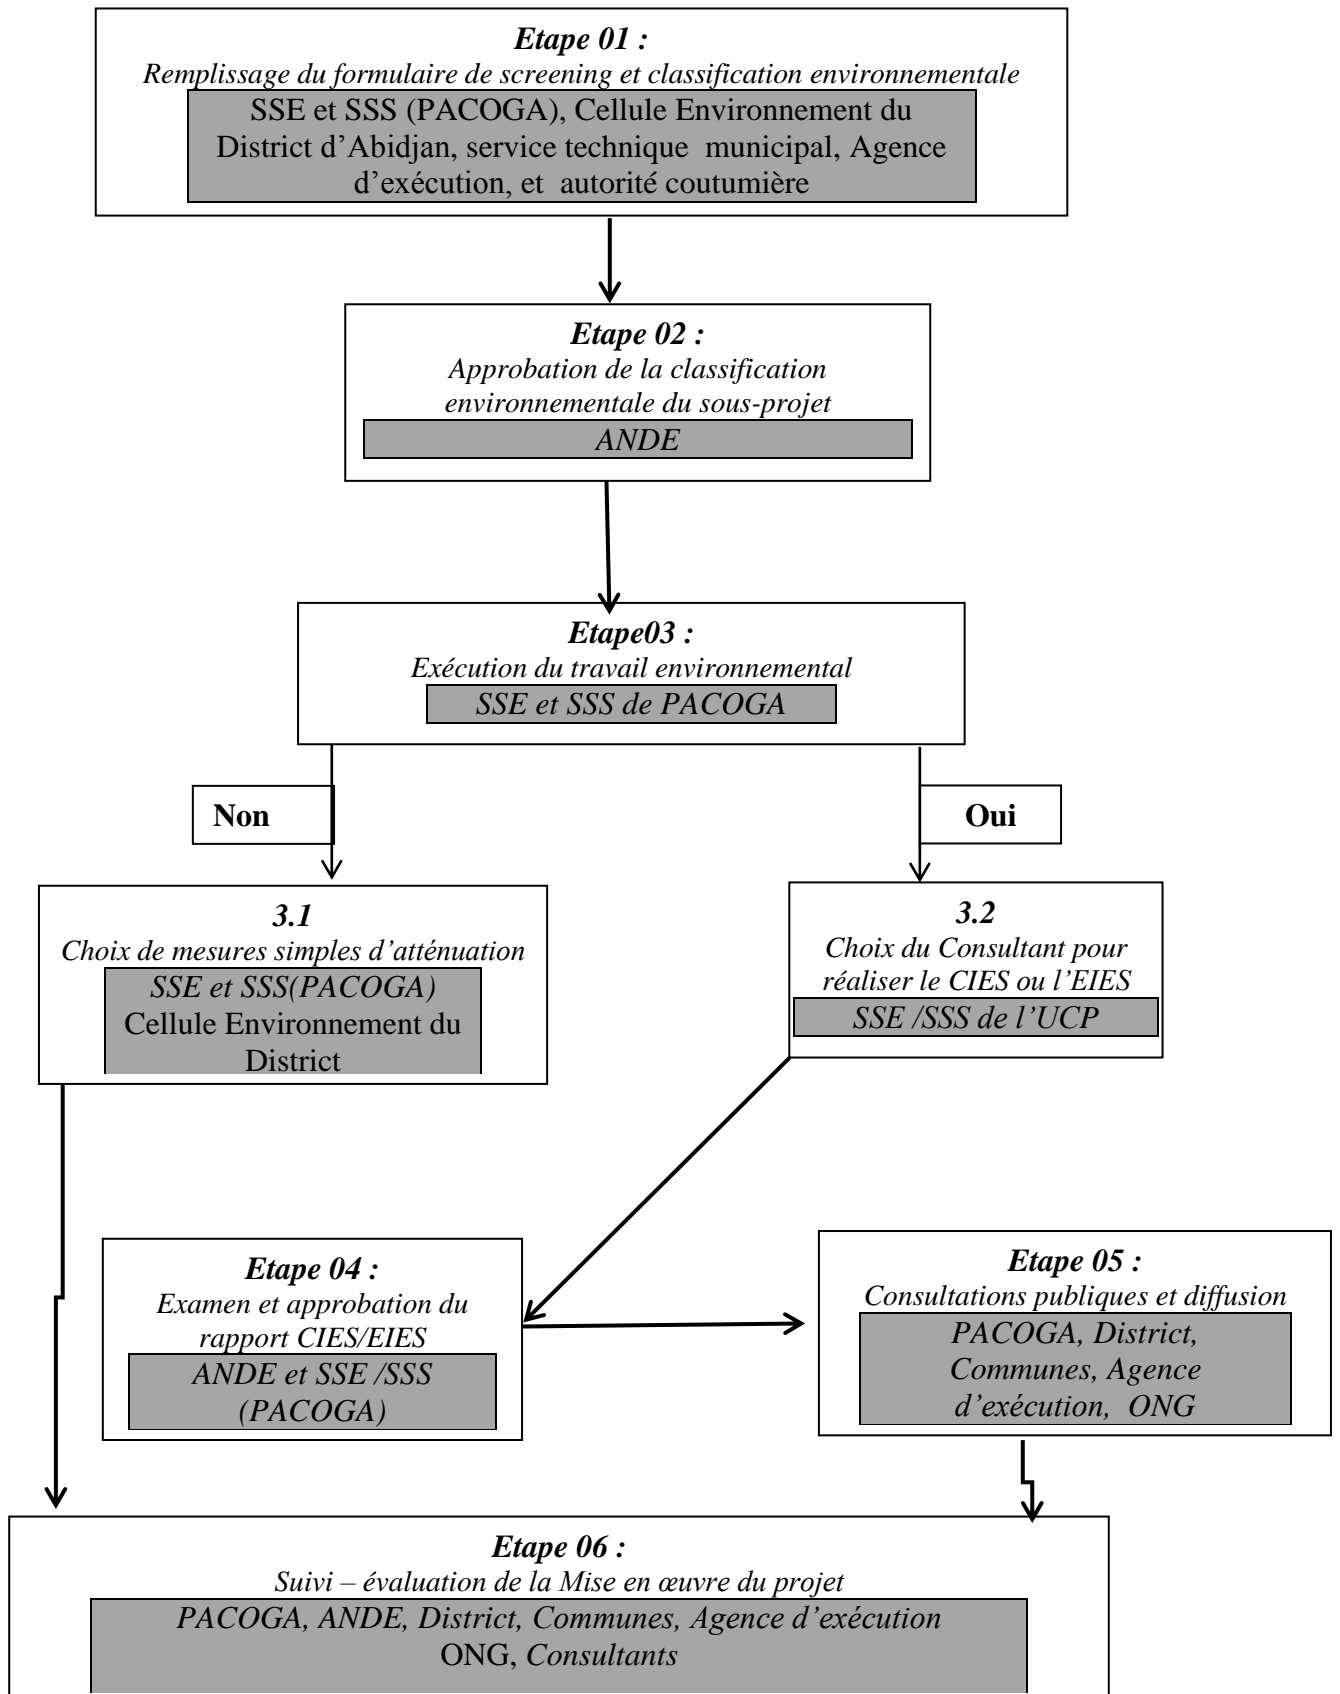 Etape 01 :
Remplissage du formulaire de screening et classification environnementale
SSE et SSS (PACOGA), Cellule Environnement du
District d’Abidjan, service technique municipal, Agence
d’exécution, et autorité coutumière
Etape 02 :
Approbation de la classification
environnementale du sous-projet
ANDE
Etape03 :
Exécution du travail environnemental
SSE et SSS de PACOGA
Non
Oui
3.1
Choix de mesures simples d’atténuation
SSE et SSS(PACOGA)
Cellule Environnement du
District
3.2
Choix du Consultant pour
réaliser le CIES ou l’EIES
SSE /SSS de l’UCP
Etape 04 :
Examen et approbation du
rapport CIES/EIES
ANDE et SSE /SSS
(PACOGA)
Etape 05 :
Consultations publiques et diffusion
PACOGA, District,
Communes, Agence
d’exécution, ONG
Etape 06 :
Suivi – évaluation de la Mise en œuvre du projet
PACOGA, ANDE, District, Communes, Agence d’exécution
ONG, Consultants